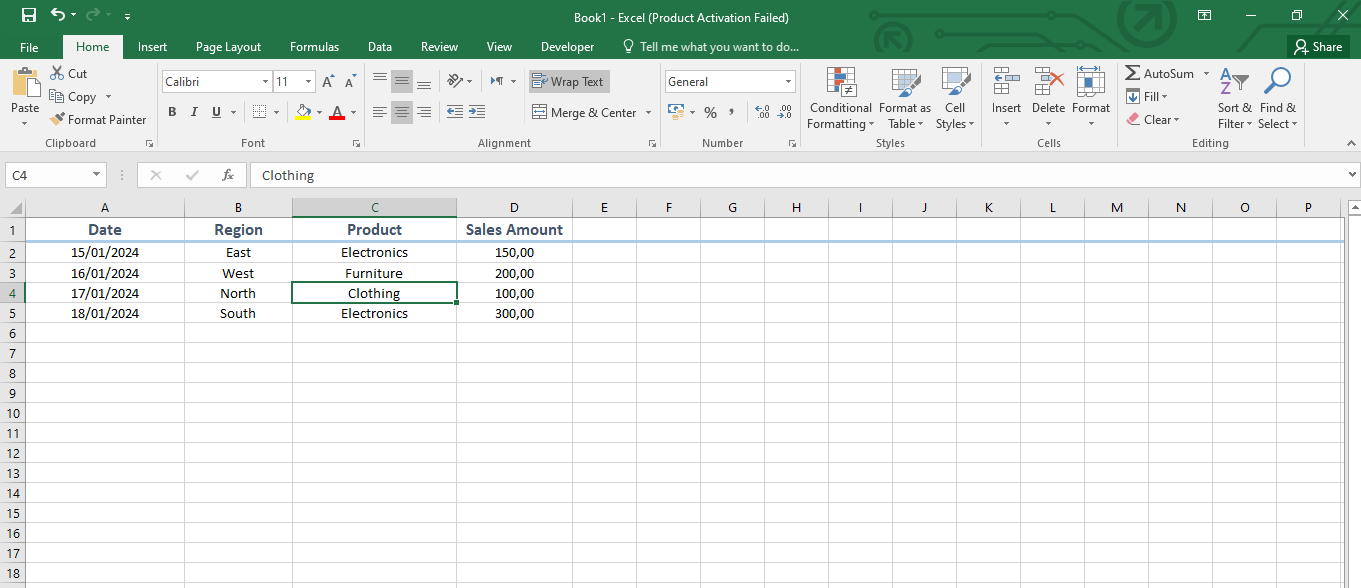 Book1 - Excel (Product Activation Failed)
File Home Insert Page Layout Formulas Data Review View Developer Tell me what you want to do... Share
Paste
Cut
Copy
Format Painter
Clipboard
Calibri 11 A A
B I U A
Font
Wrap Text
Merge & Center
Alignment
General
% , .00 .00
Number
Conditional Formatting
Format as Table
Cell Styles
Styles
Insert Delete Format
Cells
AutoSum
Fill
Clear
Sort & Filter
Find & Select
Editing
C4 fx Clothing
A B C D E F G H I J K L M N O P
1 Date Region Product Sales Amount
2 15/01/2024 East Electronics 150,00
3 16/01/2024 West Furniture 200,00
4 17/01/2024 North Clothing 100,00
5 18/01/2024 South Electronics 300,00
6
7
8
9
10
11
12
13
14
15
16
17
18